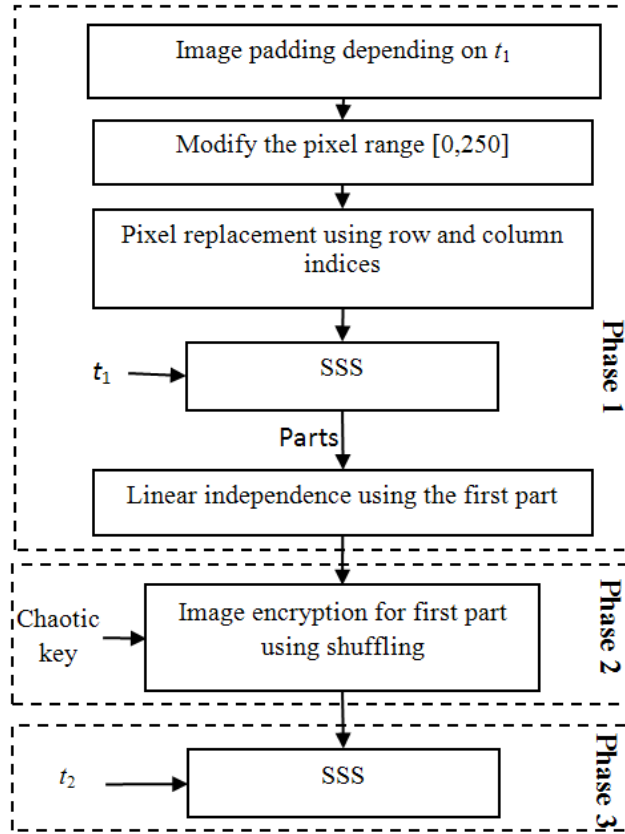 Image padding depending on t₁
Modify the pixel range [0,250]
Pixel replacement using row and column
indices
t₁
SSS
Parts
Linear independence using the first part
Phase 1
Chaotic
key
Image encryption for first part
using shuffling
Phase 2
t₂
SSS
Phase 3